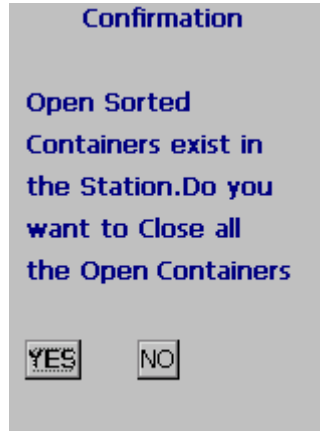 Confirmation
Open Sorted
Containers exist in
the Station.Do you
want to Close all
the Open Containers
YES NO